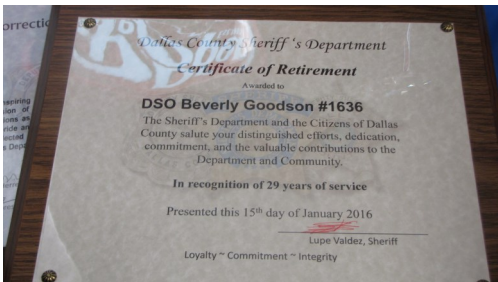 orrectio
Dallas County Sheriff 's Department
Certificate of Retirement
Awarded to
DSO Beverly Goodson #1636
The Sheriff's Department and the Citizens of Dallas
County salute your distinguished efforts, dedication,
commitment, and the valuable contributions to the
Department and Community.
In recognition of 29 years of service
Presented this 15th day of January 2016
Lupe Valdez, Sheriff
Loyalty ~ Commitment ~ Integrity